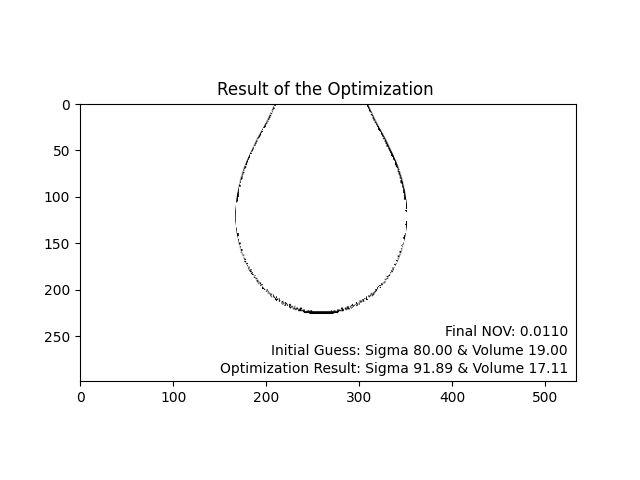 Result of the Optimization
0
50
100
150
200
250
Final NOV: 0.0110
Initial Guess: Sigma 80.00 & Volume 19.00
Optimization Result: Sigma 91.89 & Volume 17.11
0 100 200 300 400 500